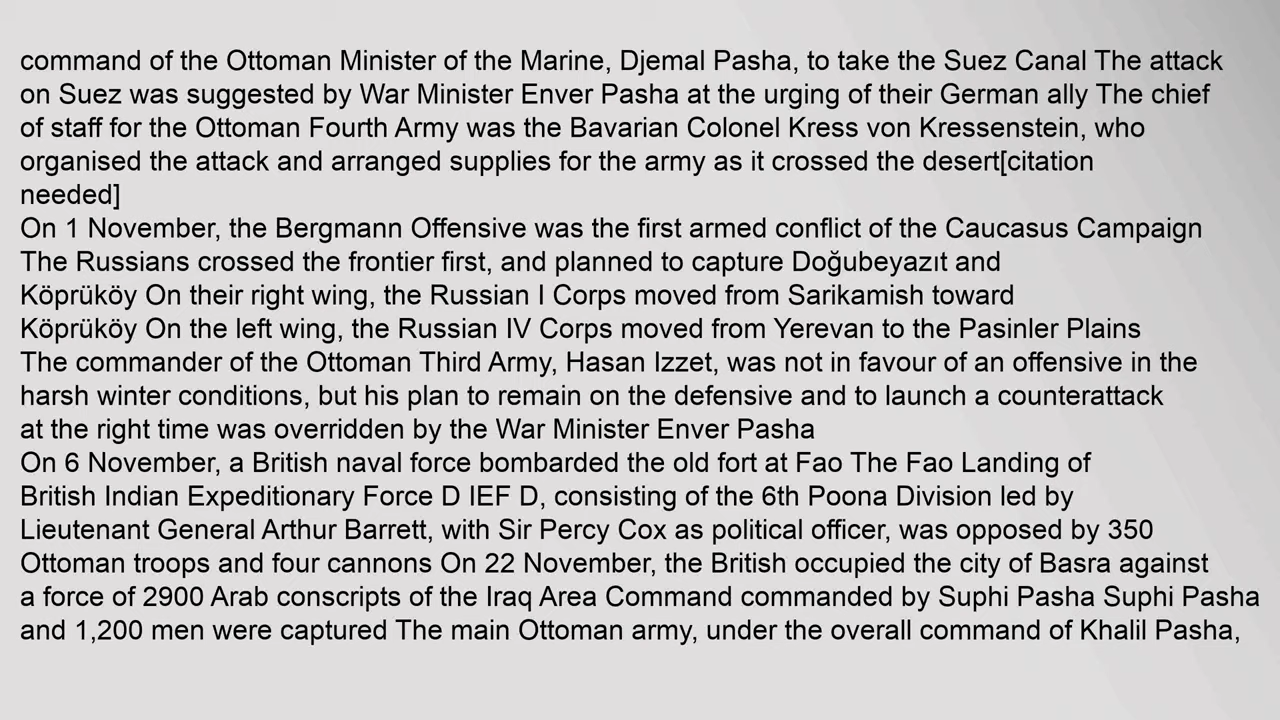 command of the Ottoman Minister of the Marine, Djemal Pasha, to take the Suez Canal The attack
on Suez was suggested by War Minister Enver Pasha at the urging of their German ally The chief
of staff for the Ottoman Fourth Army was the Bavarian Colonel Kress von Kressenstein, who
organised the attack and arranged supplies for the army as it crossed the desert[citation
needed]
On 1 November, the Bergmann Offensive was the first armed conflict of the Caucasus Campaign
The Russians crossed the frontier first, and planned to capture Doğubeyazıt and
Köprüköy On their right wing, the Russian I Corps moved from Sarikamish toward
Köprüköy On the left wing, the Russian IV Corps moved from Yerevan to the Pasinler Plains
The commander of the Ottoman Third Army, Hasan Izzet, was not in favour of an offensive in the
harsh winter conditions, but his plan to remain on the defensive and to launch a counterattack
at the right time was overridden by the War Minister Enver Pasha
On 6 November, a British naval force bombarded the old fort at Fao The Fao Landing of
British Indian Expeditionary Force D IEF D, consisting of the 6th Poona Division led by
Lieutenant General Arthur Barrett, with Sir Percy Cox as political officer, was opposed by 350
Ottoman troops and four cannons On 22 November, the British occupied the city of Basra against
a force of 2900 Arab conscripts of the Iraq Area Command commanded by Suphi Pasha Suphi Pasha
and 1,200 men were captured The main Ottoman army, under the overall command of Khalil Pasha,